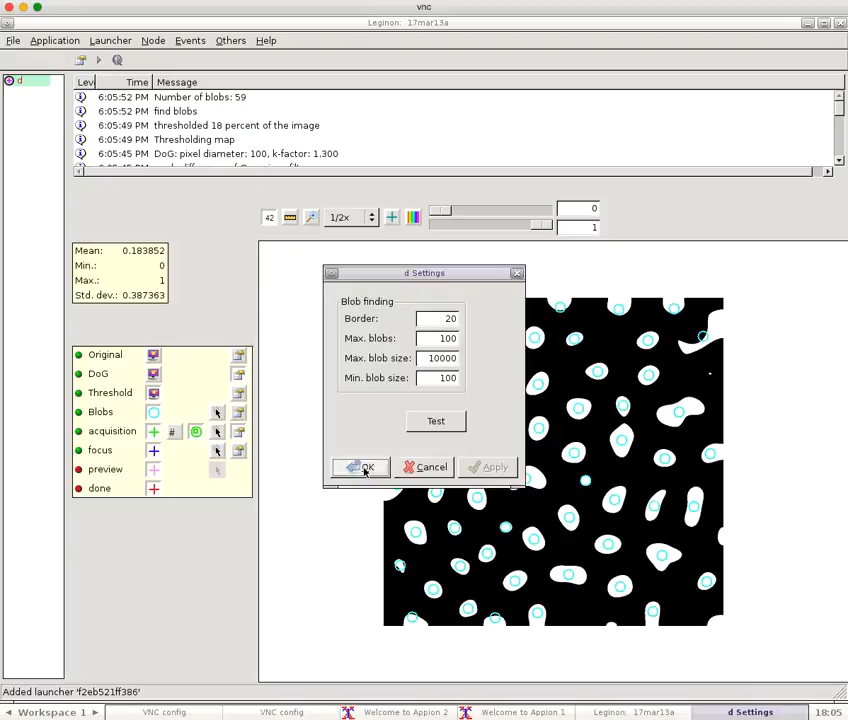 vnc
Leginon: 17mar13a
File Application Launcher Node Events Others Help
d
Lev Time Message
6:05:52 PM Number of blobs: 59
6:05:52 PM find blobs
6:05:49 PM thresholded 18 percent of the image
6:05:49 PM Thresholding map
6:05:45 PM DoG: pixel diameter: 100, k-factor: 1.300
42 1/2x 0
1
Mean: 0.183852
Min.: 0
Max.: 1
Std. dev.: 0.387363
Original
DoG
Threshold
Blobs
acquisition #
focus
preview
done
d Settings
Blob finding
Border: 20
Max. blobs: 100
Max. blob size: 10000
Min. blob size: 100
Test
OK Cancel Apply
Added launcher 'f2eb521ff386'
Workspace 1 VNC config VNC config Welcome to Appion 2 Welcome to Appion 1 Leginon, 17mar13a d Settings 18:05